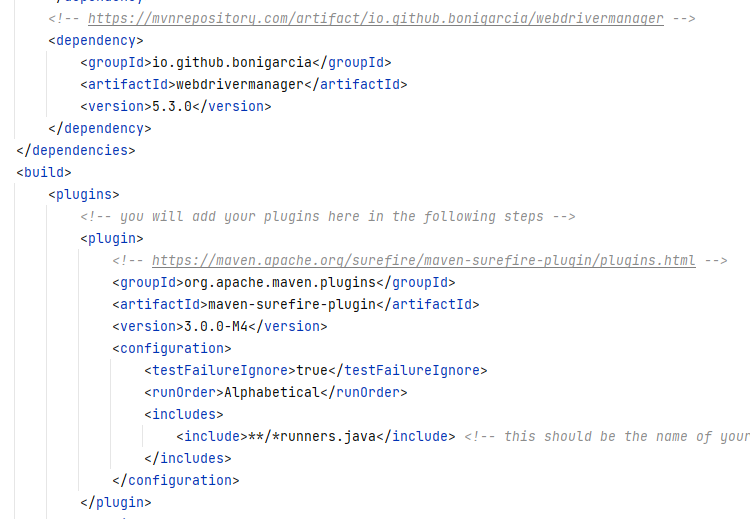 </dependency>
<!-- https://mvnrepository.com/artifact/io.github.bonigarcia/webdrivermanager -->
<dependency>
<groupId>io.github.bonigarcia</groupId>
<artifactId>webdrivermanager</artifactId>
<version>5.3.0</version>
</dependency>
</dependencies>
<build>
<plugins>
<!-- you will add your plugins here in the following steps -->
<plugin>
<!-- https://maven.apache.org/surefire/maven-surefire-plugin/plugins.html -->
<groupId>org.apache.maven.plugins</groupId>
<artifactId>maven-surefire-plugin</artifactId>
<version>3.0.0-M4</version>
<configuration>
<testFailureIgnore>true</testFailureIgnore>
<runOrder>Alphabetical</runOrder>
<includes>
<include>**/*runners.java</include> <!-- this should be the name of your
</includes>
</configuration>
</plugin>